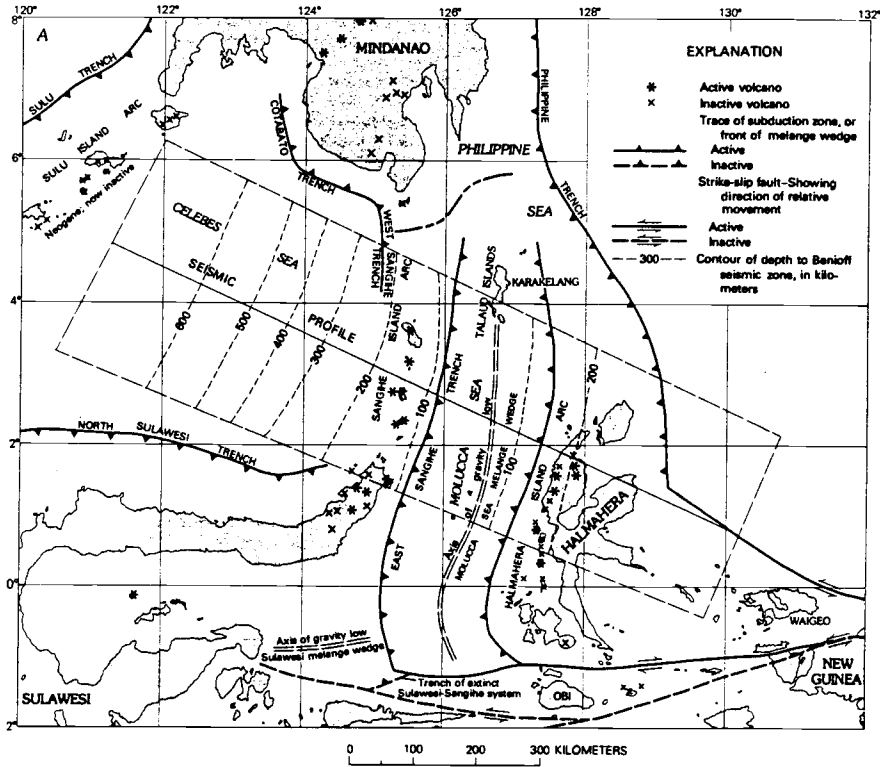 120° 122° 124° 126° 128° 130° 132°
8°
A
MINDANAO
EXPLANATION
Active volcano
Inactive volcano
Trace of subduction zone, or
front of melange wedge
Active
Inactive
Strike-slip fault–Showing
direction of relative
movement
Active
Inactive
300 Contour of depth to Benioff
seismic zone, in kilo-
meters
SULU TRENCH
SULU ISLAND ARC
Neogene; now inactive
COTABATO
TRENCH
PHILIPPINE
TRENCH
PHILIPPINE
SEA
6°
CELEBES
SEA
SEISMIC
PROFILE
WEST
SANGIHE
TRENCH
SANGIHE
ISLAND
ARC
TALAUD ISLANDS
KARAKELANG
4°
600
500
400
300
200
100
200
100
EAST
SANGIHE
TRENCH
MOLUCCA
SEA
Axis of a gravity low
MOLUCCA
SEA
MELANGE
WEDGE
HALMAHERA
ISLAND
ARC
HALMAHERA
NORTH SULAWESI
TRENCH
2°
0°
Axis of gravity low
Sulawesi melange wedge
Trench of extinct
Sulawesi-Sangihe system
SULAWESI
OBI
WAIGEO
NEW
GUINEA
2°
0 100 200 300 KILOMETERS